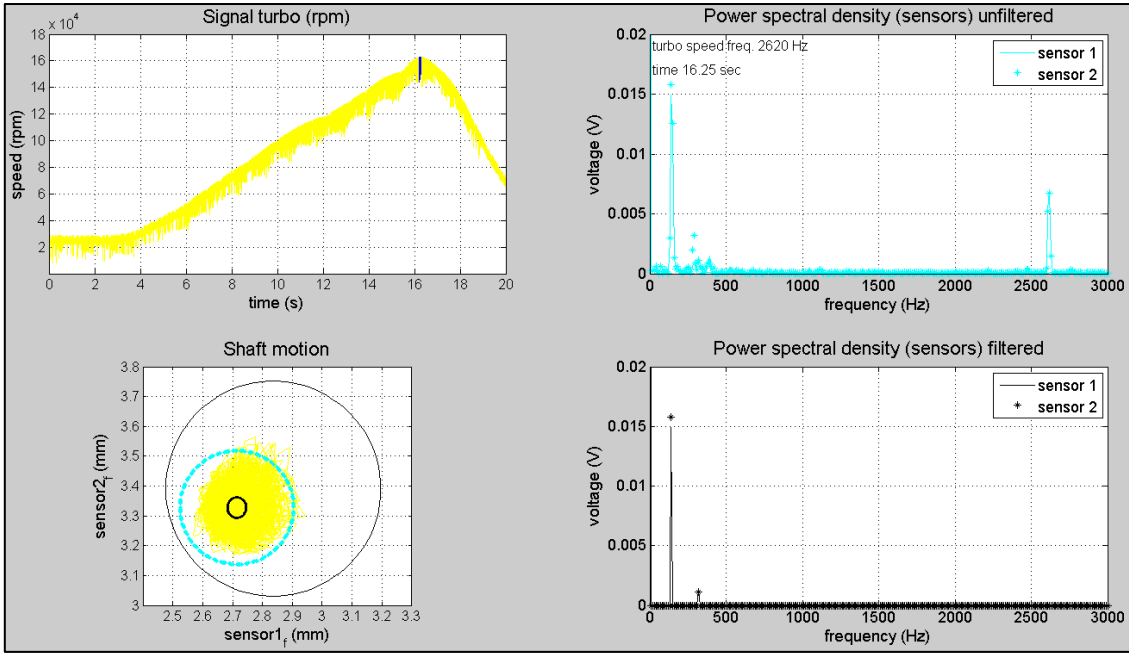 Signal turbo (rpm)
18 x 10^4
16
14
12
10
8
6
4
2
speed (rpm)
0 2 4 6 8 10 12 14 16 18 20
time (s)
Power spectral density (sensors) unfiltered
0.02
0.015
0.01
0.005
0
voltage (V)
turbo speed freq. 2620 Hz
time 16.25 sec
sensor 1
sensor 2
0 500 1000 1500 2000 2500 3000
frequency (Hz)
Shaft motion
3.8
3.7
3.6
3.5
3.4
3.3
3.2
3.1
3
sensor2f (mm)
2.5 2.6 2.7 2.8 2.9 3 3.1 3.2 3.3
sensor1f (mm)
Power spectral density (sensors) filtered
0.02
0.015
0.01
0.005
0
voltage (V)
sensor 1
sensor 2
0 500 1000 1500 2000 2500 3000
frequency (Hz)